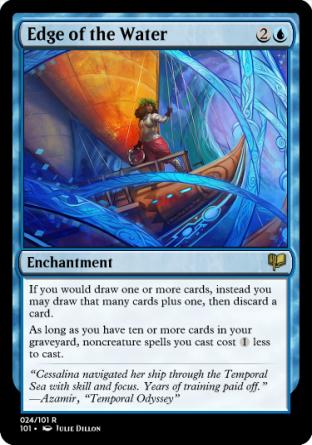 Edge of the Water 2
Enchantment
If you would draw one or more cards, instead you
may draw that many cards plus one, then discard a
card.
As long as you have ten or more cards in your
graveyard, noncreature spells you cast cost 1 less
to cast.
“Cessalina navigated her ship through the Temporal
Sea with skill and focus. Years of training paid off.”
—Azamir, “Temporal Odyssey”
024/101 R
101 • Julie Dillon